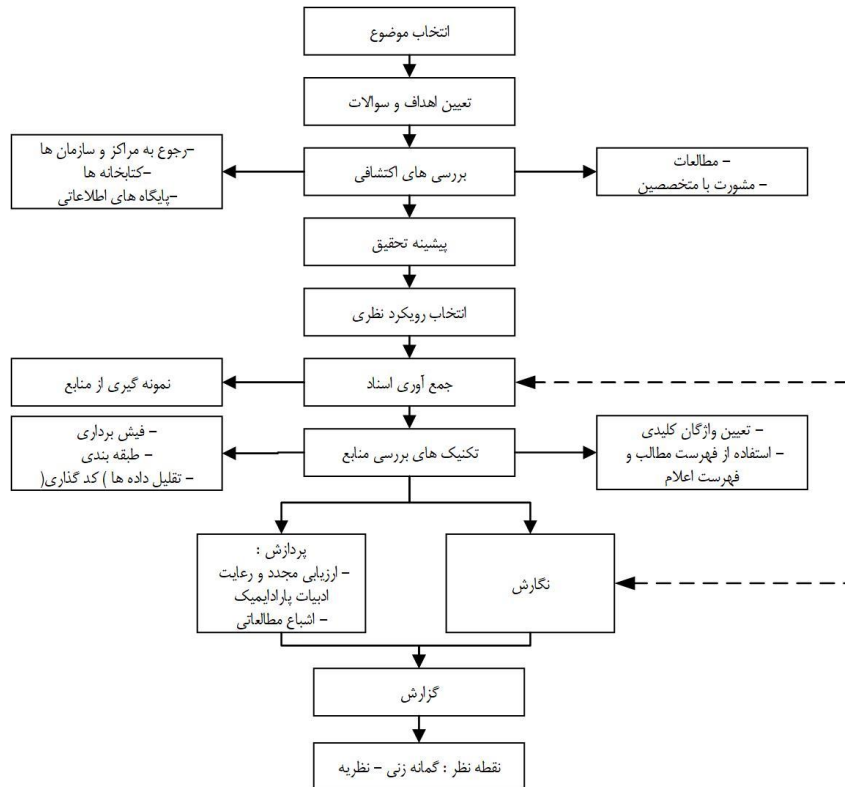 انتخاب موضوع
تعیین اهداف و سوالات
بررسی های اکتشافی
– مطالعات
– مشورت با متخصصین
–رجوع به مراکز و سازمان ها
–کتابخانه ها
–پایگاه های اطلاعاتی
پیشینه تحقیق
انتخاب رویکرد نظری
جمع آوری اسناد
نمونه گیری از منابع
تکنیک های بررسی منابع
– تعیین واژگان کلیدی
– استفاده از فهرست مطالب و
فهرست اعلام
– فیش برداری
– طبقه بندی
– تقلیل داده ها )کد گذاری(
نگارش
پردازش :
– ارزیابی مجدد و رعایت
ادبیات پارادایمیک
– اشباع مطالعاتی
گزارش
نقطه نظر : گمانه زنی – نظریه